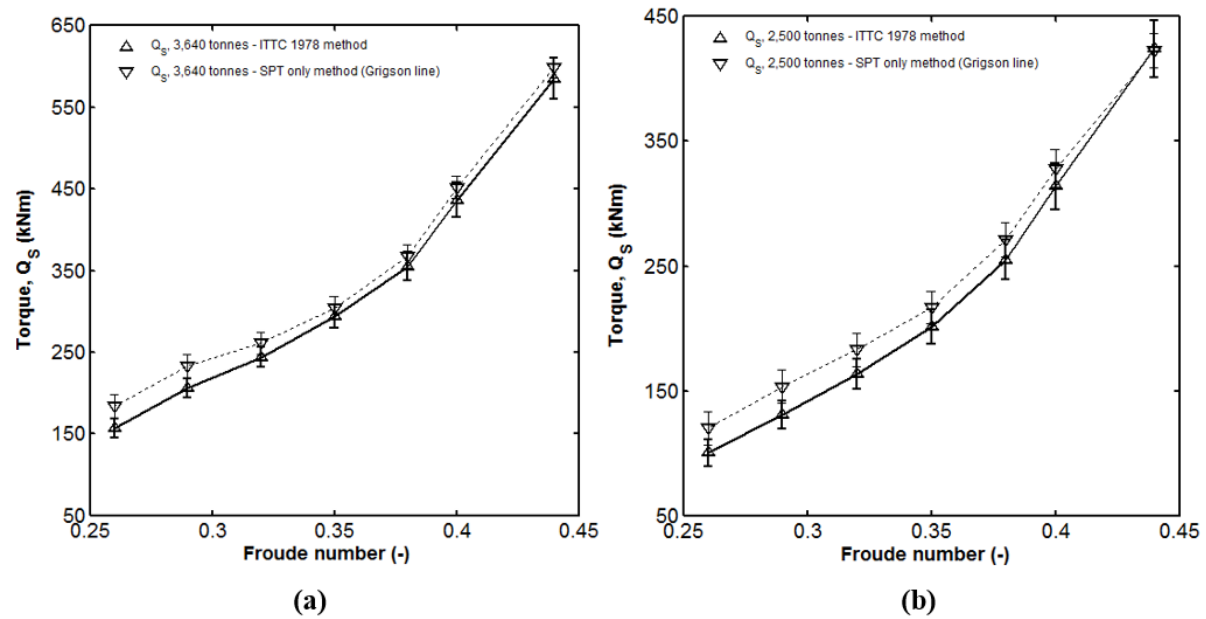 650
550
450
350
250
150
50
Torque, Q_S (kNm)
Q_S, 3,640 tonnes - ITTC 1978 method
Q_S, 3,640 tonnes - SPT only method (Grigson line)
0.25
0.3
0.35
0.4
0.45
Froude number (-)
(a)
450
350
250
150
50
Torque, Q_S (kNm)
Q_S, 2,500 tonnes - ITTC 1978 method
Q_S, 2,500 tonnes - SPT only method (Grigson line)
0.25
0.3
0.35
0.4
0.45
Froude number (-)
(b)